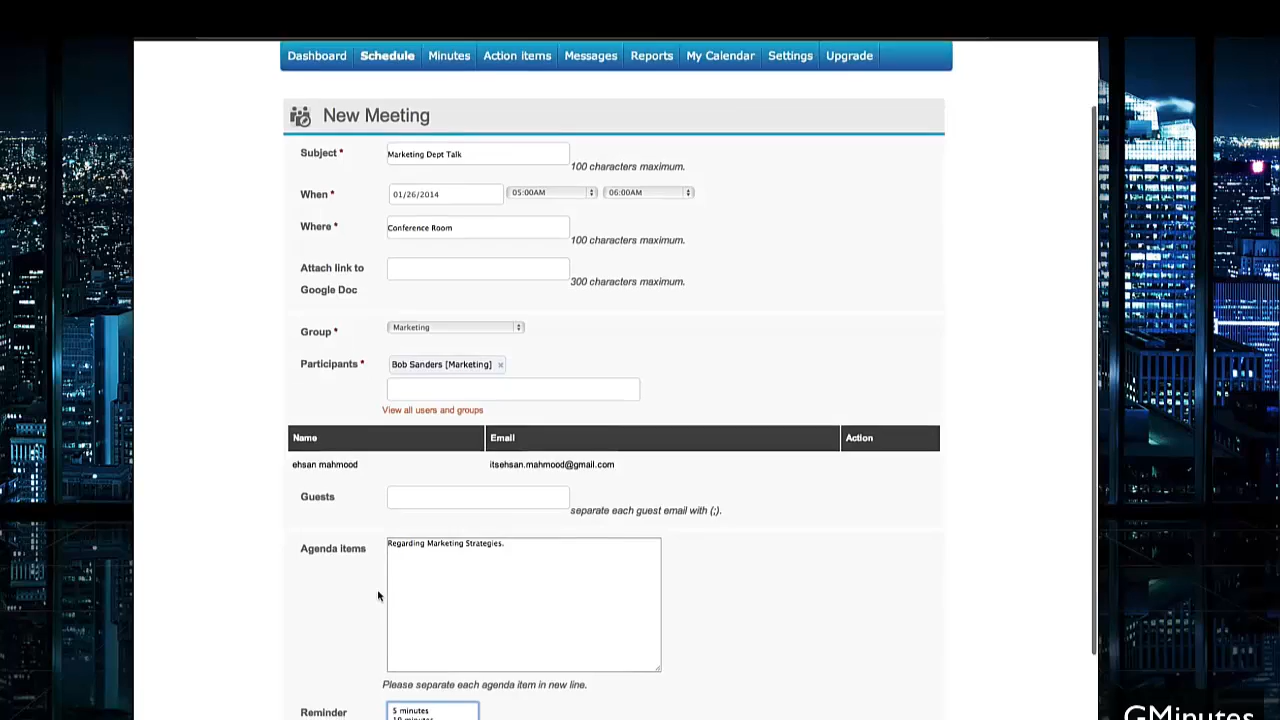 Dashboard Schedule Minutes Action items Messages Reports My Calendar Settings Upgrade
New Meeting
Subject * Marketing Dept Talk
100 characters maximum.
When * 01/26/2014 05:00AM 06:00AM
Where * Conference Room
100 characters maximum.
Attach link to
Google Doc
300 characters maximum.
Group * Marketing
Participants * Bob Sanders [Marketing] ×
View all users and groups
Name Email Action
ehsan mahmood itsehsan.mahmood@gmail.com
Guests
separate each guest email with (;).
Agenda items Regarding Marketing Strategies.
Please separate each agenda item in new line.
Reminder 5 minutes
GMinutes